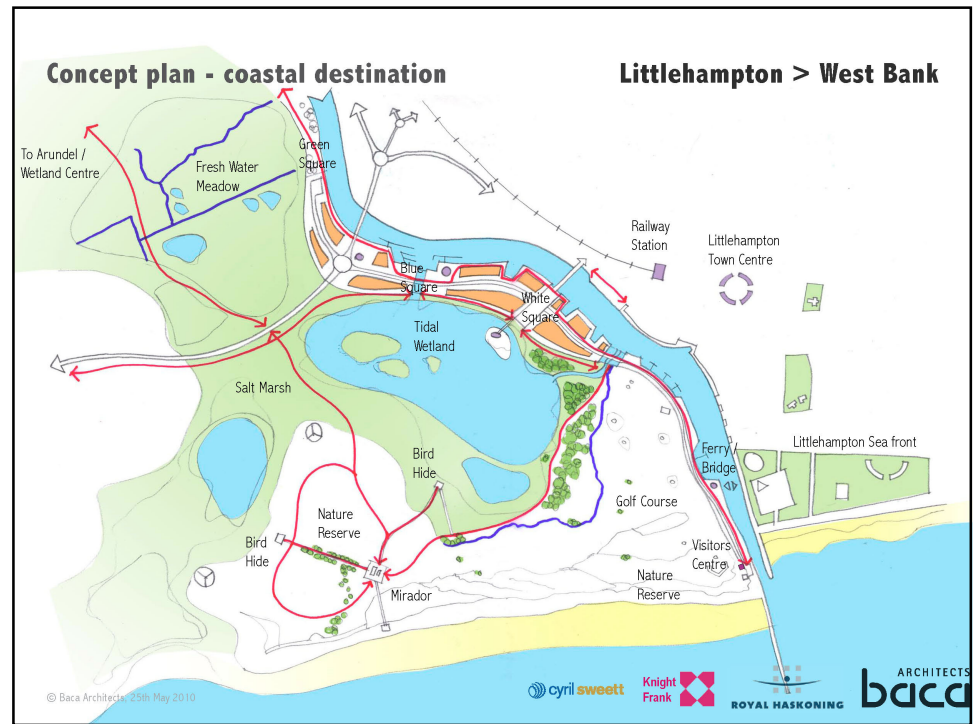 Concept plan - coastal destination
Littlehampton > West Bank
To Arundel /
Wetland Centre
Fresh Water
Meadow
Green
Square
Railway
Station
Littlehampton
Town Centre
Blue
Square
White
Square
Tidal
Wetland
Salt Marsh
Bird
Hide
Ferry /
Bridge
Littlehampton Sea front
Nature
Reserve
Golf Course
Bird
Hide
Visitors
Centre
Mirador
Nature
Reserve
© Baca Architects, 25th May 2010
cyril sweett
Knight
Frank
ROYAL HASKONING
ARCHITECTS
baca